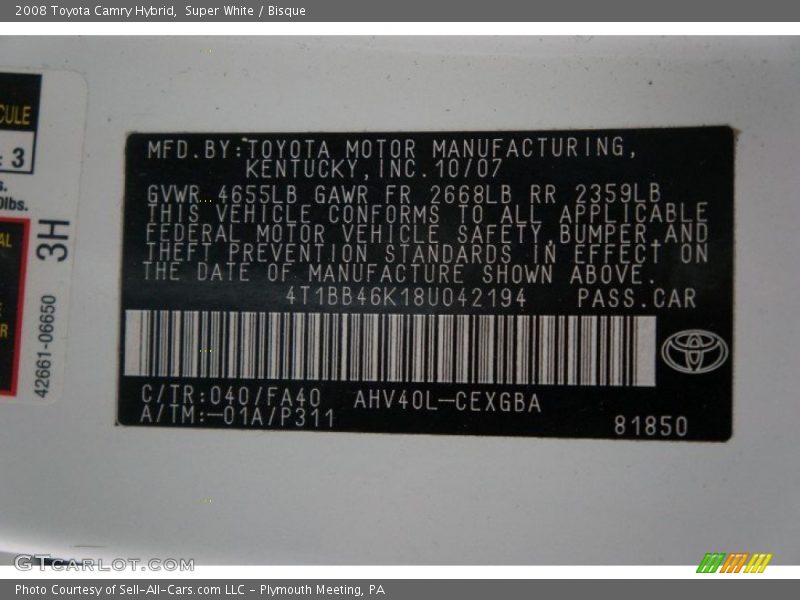 2008 Toyota Camry Hybrid,  Super White / Bisque
CULE
: 3
s.
0lbs.
3H
42661-06650
MFD.BY:TOYOTA MOTOR MANUFACTURING,
KENTUCKY,INC.10/07
GVWR 4655LB GAWR FR 2668LB RR 2359LB
THIS VEHICLE CONFORMS TO ALL APPLICABLE
FEDERAL MOTOR VEHICLE SAFETY,BUMPER,AND
THEFT PREVENTION STANDARDS IN EFFECT ON
THE DATE OF MANUFACTURE SHOWN ABOVE.
4T1BB46K18U042194 PASS.CAR
C/TR:040/FA40 AHV40L-CEXGBA
A/TM:-01A/P311
81850
GTCARLOT.COM
Photo Courtesy of Sell-All-Cars.com LLC - Plymouth Meeting, PA